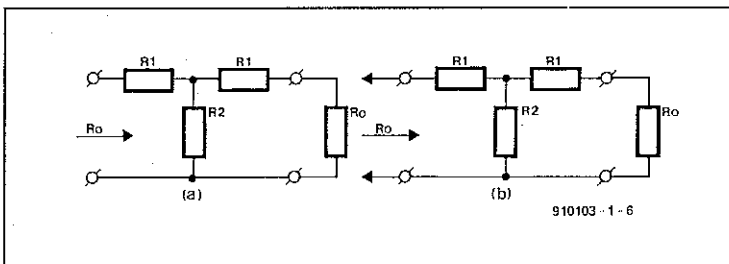 R1 R1 R1 R1
R2 Ro R2 Ro
Ro Ro
(a) (b)
910103 - 1 - 6